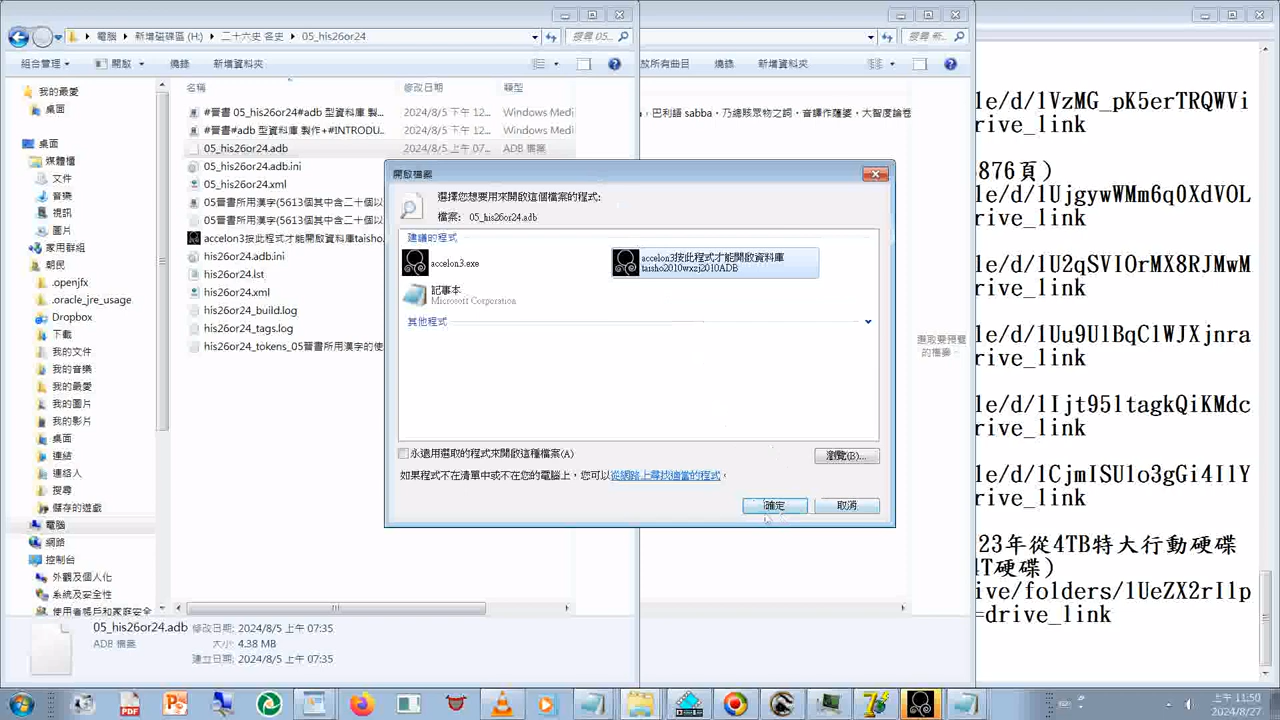 電腦 ▸ 新增磁碟區 (H:) ▸ 二十六史 各史 ▸ 05_his26or24
搜尋 05...
搜尋 新...
組合管理
開啟
燒錄
新增資料夾
放所有曲目
燒錄
新增資料夾
名稱
修改日期
類型
我的最愛
桌面
桌面
媒體櫃
文件
音樂
視訊
圖片
家用群組
朝民
.openjfx
.oracle_jre_usage
Dropbox
下載
我的文件
我的音樂
我的最愛
我的圖片
我的影片
桌面
連結
連絡人
搜尋
儲存的遊戲
電腦
網路
控制台
外觀及個人化
系統及安全性
使用者帳戶和家庭安全
#晉書 05_his26or24#adb 型資料庫 製...
2024/8/5 下午 12...
Windows Medi
#晉書#adb 型資料庫 製作+#INTRODU...
2024/8/5 下午 12...
Windows Medi
05_his26or24.adb
2024/8/5 上午 07...
ADB 檔案
05_his26or24.adb.ini
05_his26or24.xml
05晉書所用漢字(5613個其中含二十個以
05晉書所用漢字(5613個其中含二十個以
accelon3按此程式才能開啟資料庫taisho...
his26or24.adb.ini
his26or24.lst
his26or24.xml
his26or24_build.log
his26or24_tags.log
his26or24_tokens_05晉書所用漢字的使
，巴利語 sabba，乃總賅眾物之詞，音譯作薩婆，大智度論卷
選取要預覽
的檔案。
開啟檔案
選擇您想要用來開啟這個檔案的程式:
檔案: 05_his26or24.adb
建議的程式
accelon3.exe
accelon3按此程式才能開啟資料庫
taisho2010wxzj2010ADB
記事本
Microsoft Corporation
其他程式
永遠用選取的程式來開啟這種檔案(A)
瀏覽(B)...
如果程式不在清單中或不在您的電腦上，您可以從網路上尋找適當的程式。
確定
取消
le/d/1VzMG_pK5erTRQWVi
rive_link
876頁)
le/d/1UjgywWMm6q0XdVOL
rive_link
le/d/1U2qSVIOrMX8RJMwM
rive_link
le/d/1Uu9UlBqClWJXjnra
rive_link
le/d/1Ijt951tagkQiKMdc
rive_link
le/d/1CjmISUlo3gGi4IlY
rive_link
23年從4TB特大行動硬碟
4T硬碟)
ive/folders/1UeZX2rIlp
=drive_link
05_his26or24.adb
修改日期: 2024/8/5 上午 07:35
ADB 檔案
大小: 4.38 MB
建立日期: 2024/8/5 上午 07:35
PDF
上午 11:50
2024/8/27